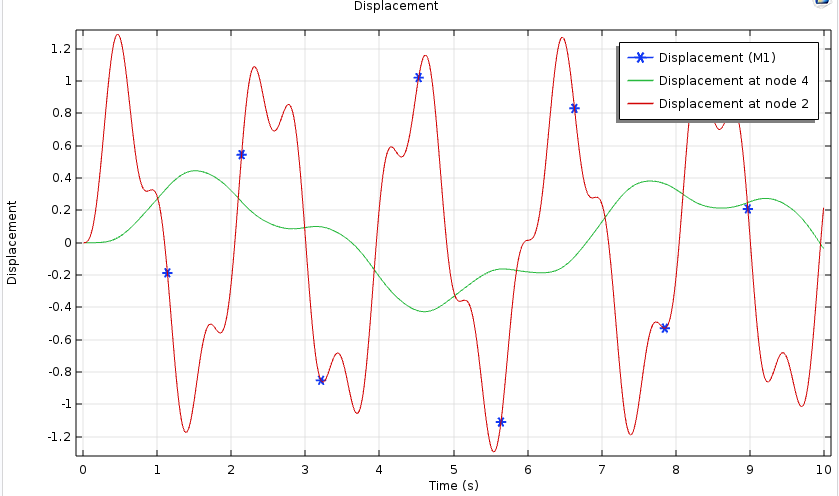 Displacement
Displacement (M1)
Displacement at node 4
Displacement at node 2
Displacement
1.2
1
0.8
0.6
0.4
0.2
0
-0.2
-0.4
-0.6
-0.8
-1
-1.2
0 1 2 3 4 5 6 7 8 9 10
Time (s)